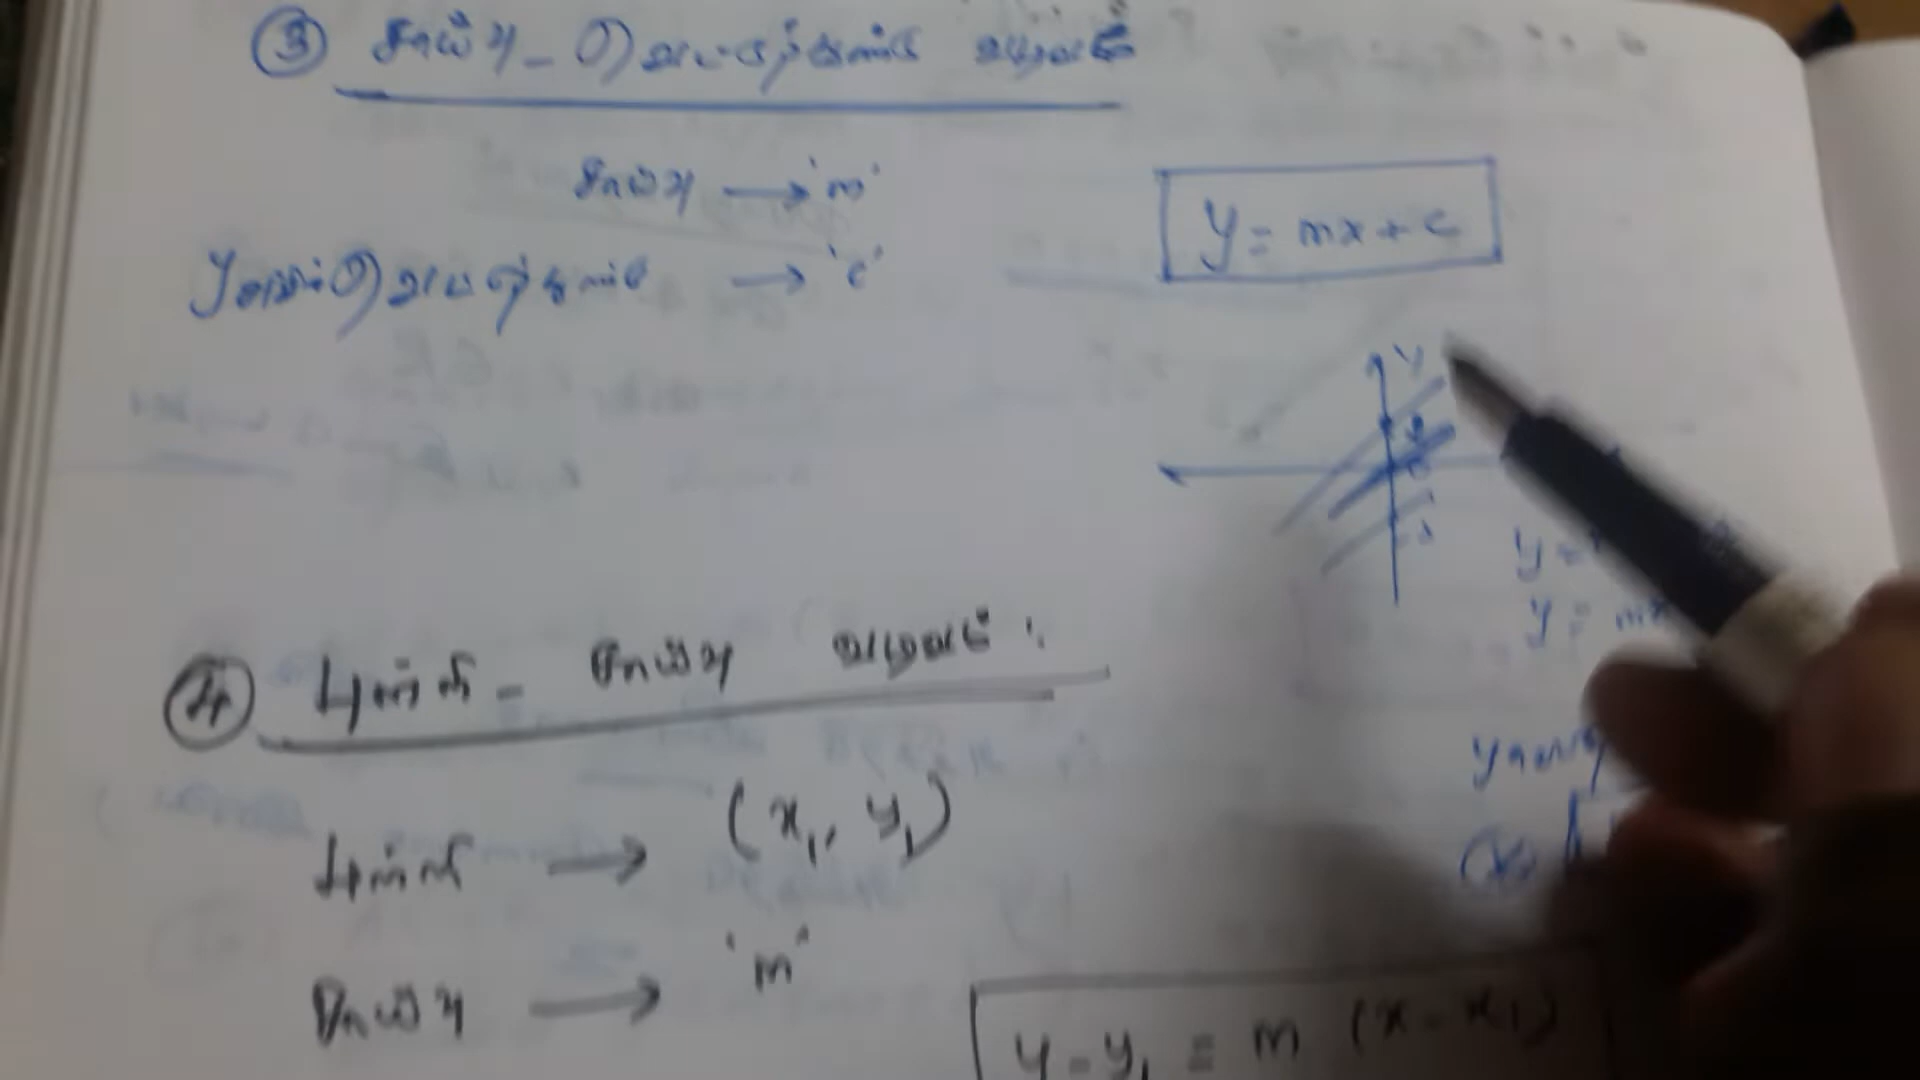 ③ சாய்வு - வெட்டுத்துண்டு வடிவம்
சாய்வு → 'm'
y = mx + c
y வெட்டுத்துண்டு → 'c'
y
④ புள்ளி - சாய்வு வடிவம் :
புள்ளி → (x₁, y₁)
சாய்வு → 'm'
y - y₁ = m (x - x₁)